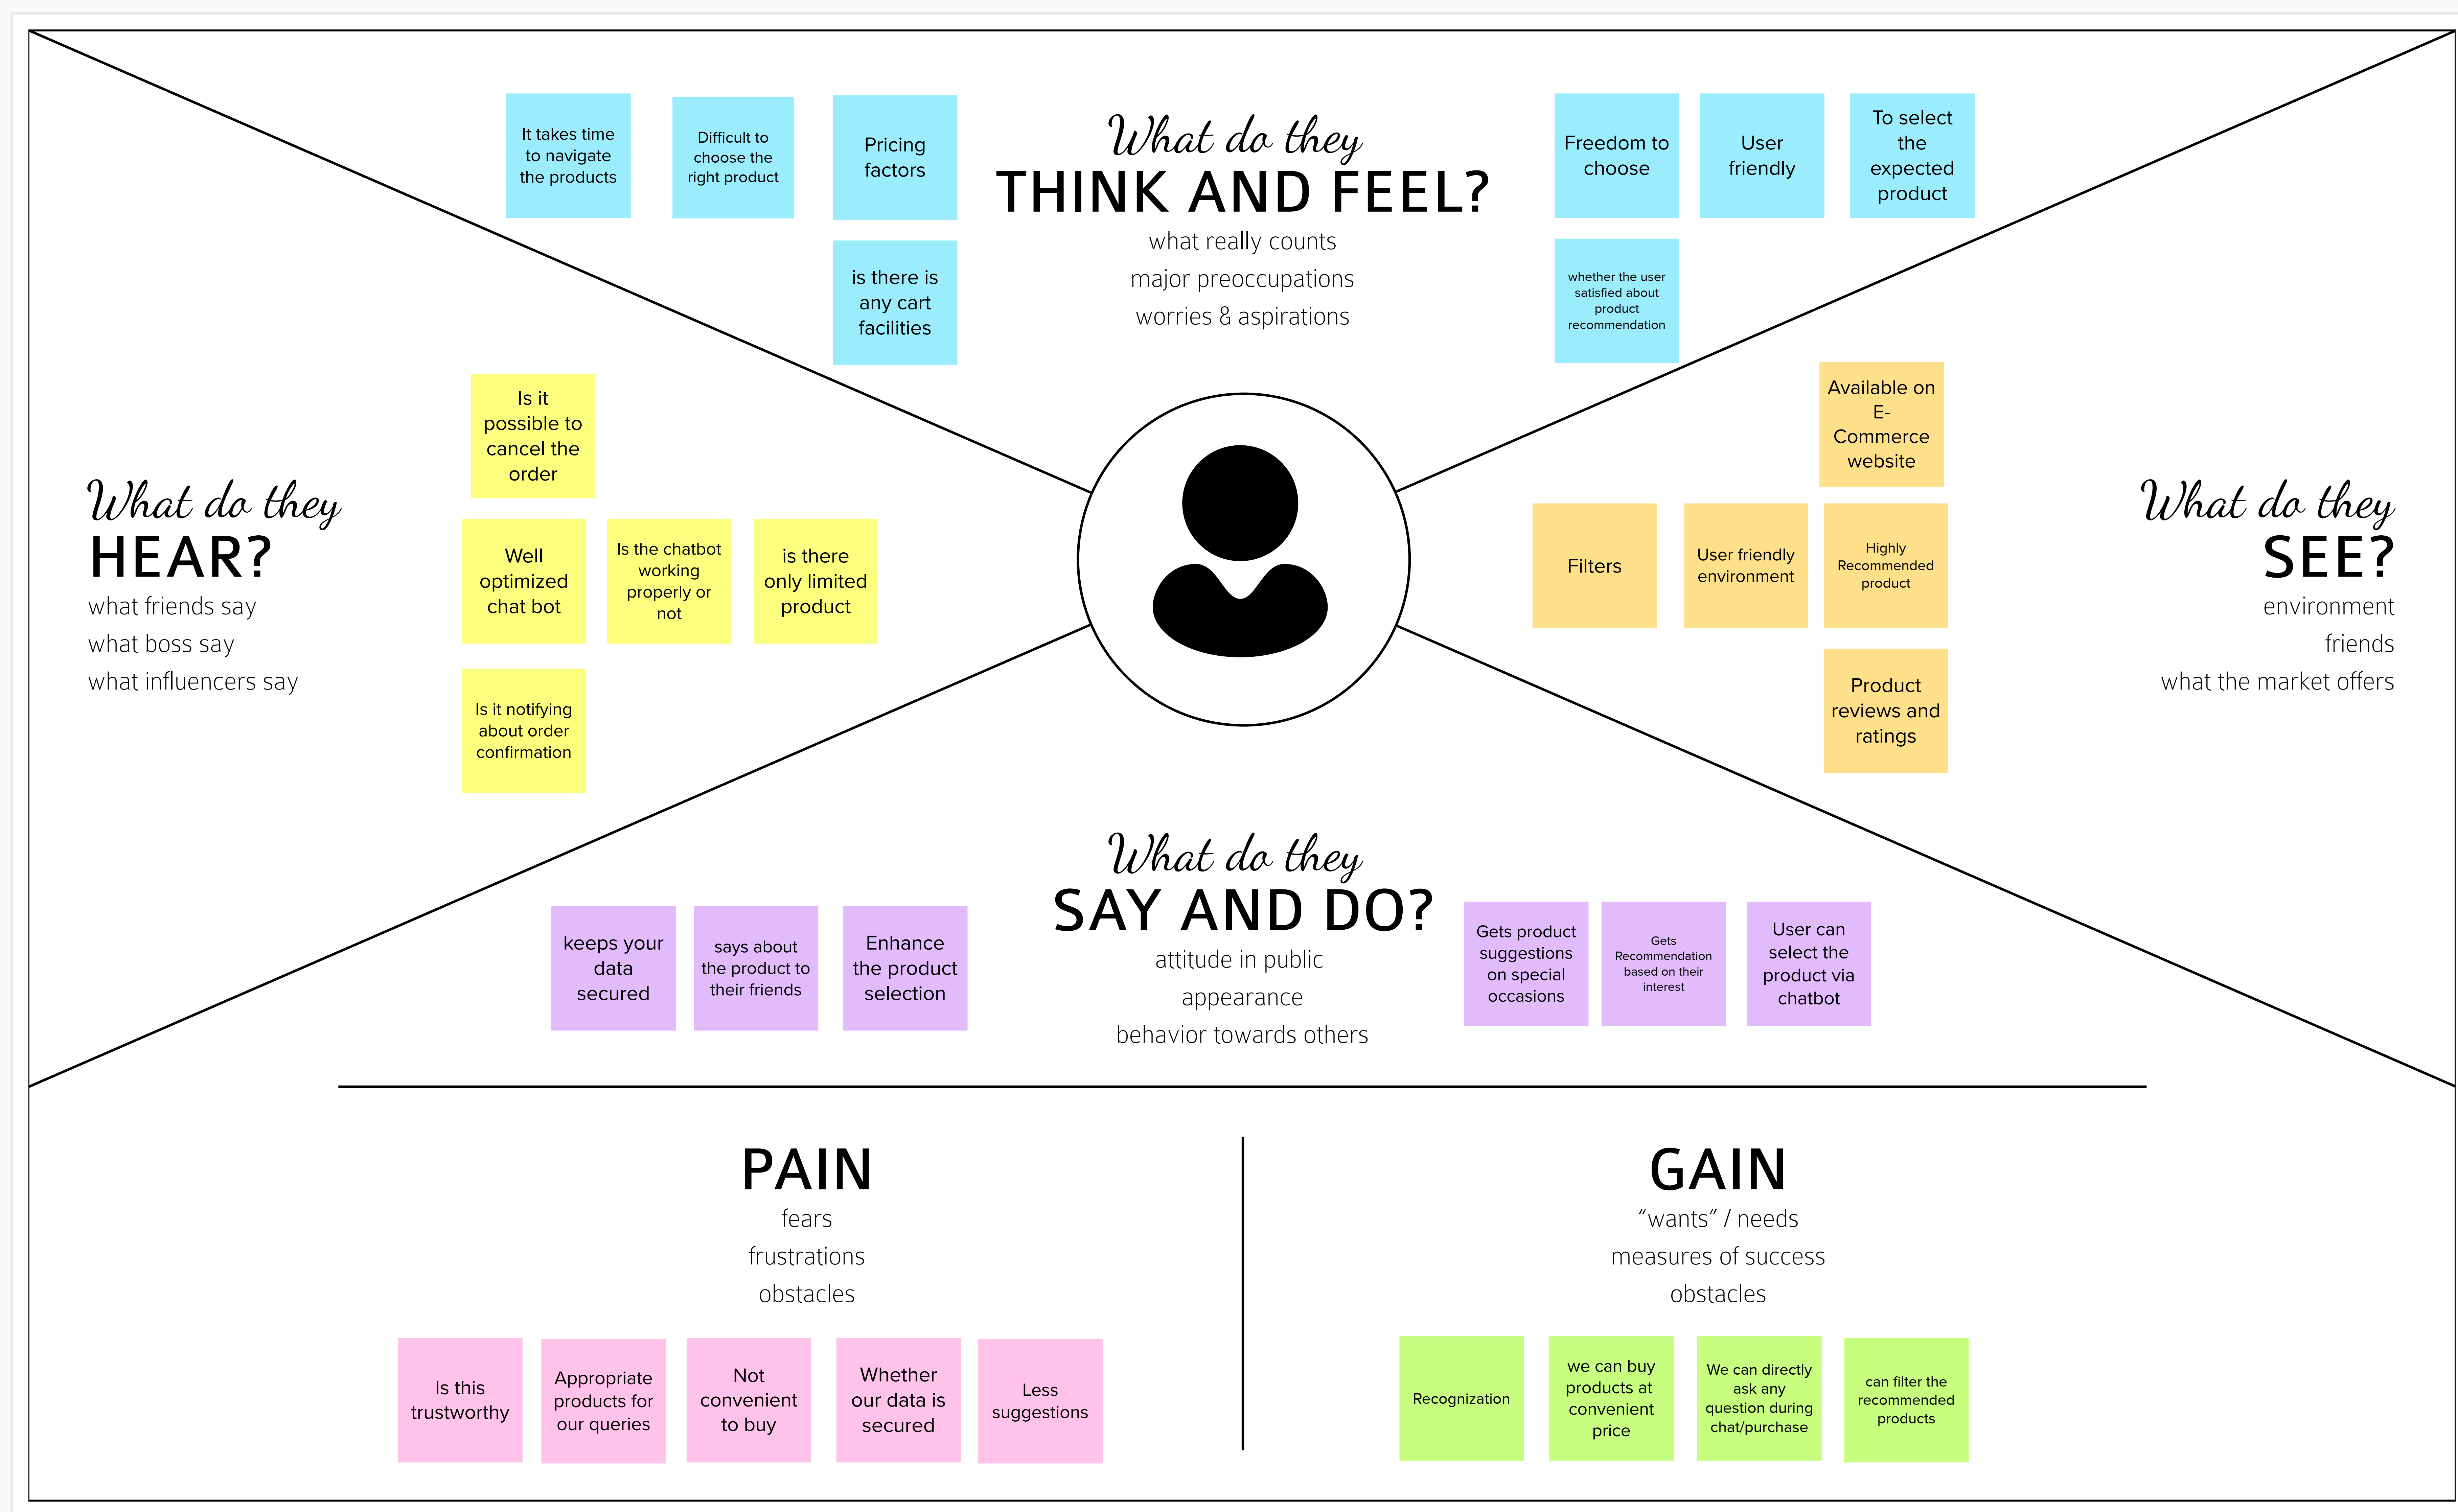 It takes time
to navigate
the products
Difficult to
choose the
right product
Pricing
factors
is there is
any cart
facilities
What do they
THINK AND FEEL?
what really counts
major preoccupations
worries & aspirations
Freedom to
choose
User
friendly
To select
the
expected
product
whether the user
satisfied about
product
recommendation
What do they
HEAR?
what friends say
what boss say
what influencers say
Is it
possible to
cancel the
order
Well
optimized
chat bot
Is the chatbot
working
properly or
not
is there
only limited
product
Is it notifying
about order
confirmation
Available on
E-
Commerce
website
Filters
User friendly
environment
Highly
Recommended
product
Product
reviews and
ratings
What do they
SEE?
environment
friends
what the market offers
What do they
SAY AND DO?
attitude in public
appearance
behavior towards others
keeps your
data
secured
says about
the product to
their friends
Enhance
the product
selection
Gets product
suggestions
on special
occasions
Gets
Recommendation
based on their
interest
User can
select the
product via
chatbot
PAIN
fears
frustrations
obstacles
Is this
trustworthy
Appropriate
products for
our queries
Not
convenient
to buy
Whether
our data is
secured
Less
suggestions
GAIN
“wants” / needs
measures of success
obstacles
Recognization
we can buy
products at
convenient
price
We can directly
ask any
question during
chat/purchase
can filter the
recommended
products